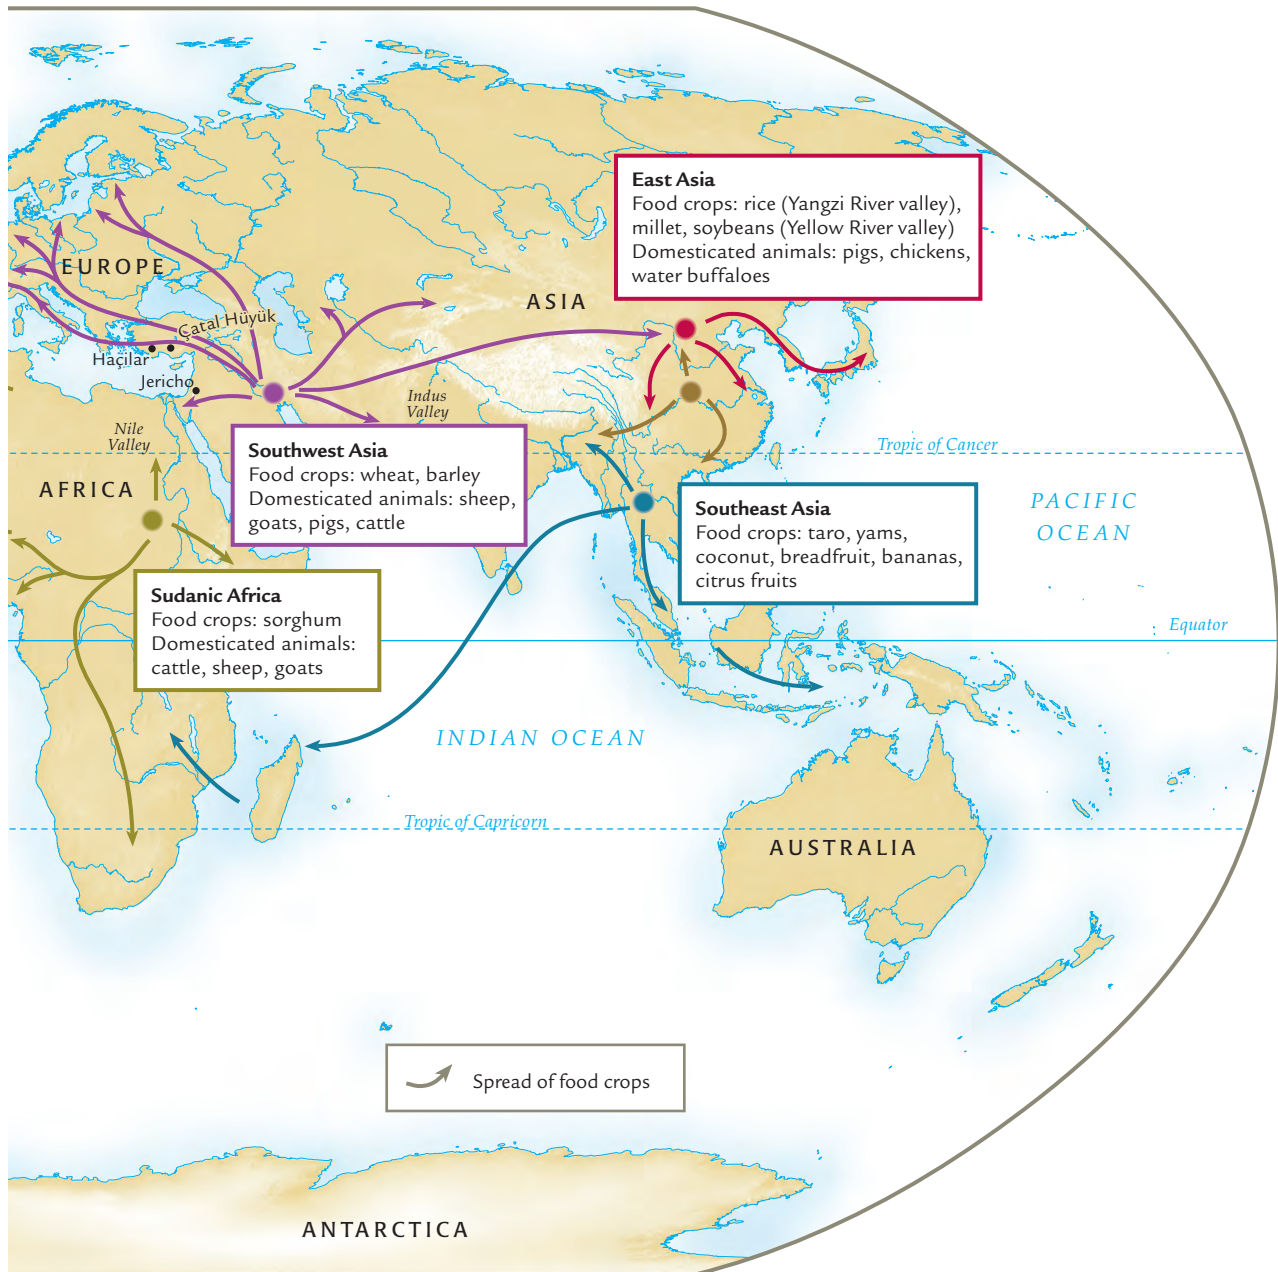 East Asia
Food crops: rice (Yangzi River valley),
millet, soybeans (Yellow River valley)
Domesticated animals: pigs, chickens,
water buffaloes
EUROPE
ASIA
Çatal Hüyük
Haçilar
Jericho
Indus
Valley
Nile
Valley
Tropic of Cancer
Southwest Asia
Food crops: wheat, barley
Domesticated animals: sheep,
goats, pigs, cattle
AFRICA
Southeast Asia
Food crops: taro, yams,
coconut, breadfruit, bananas,
citrus fruits
PACIFIC
OCEAN
Sudanic Africa
Food crops: sorghum
Domesticated animals:
cattle, sheep, goats
Equator
INDIAN OCEAN
Tropic of Capricorn
AUSTRALIA
Spread of food crops
ANTARCTICA